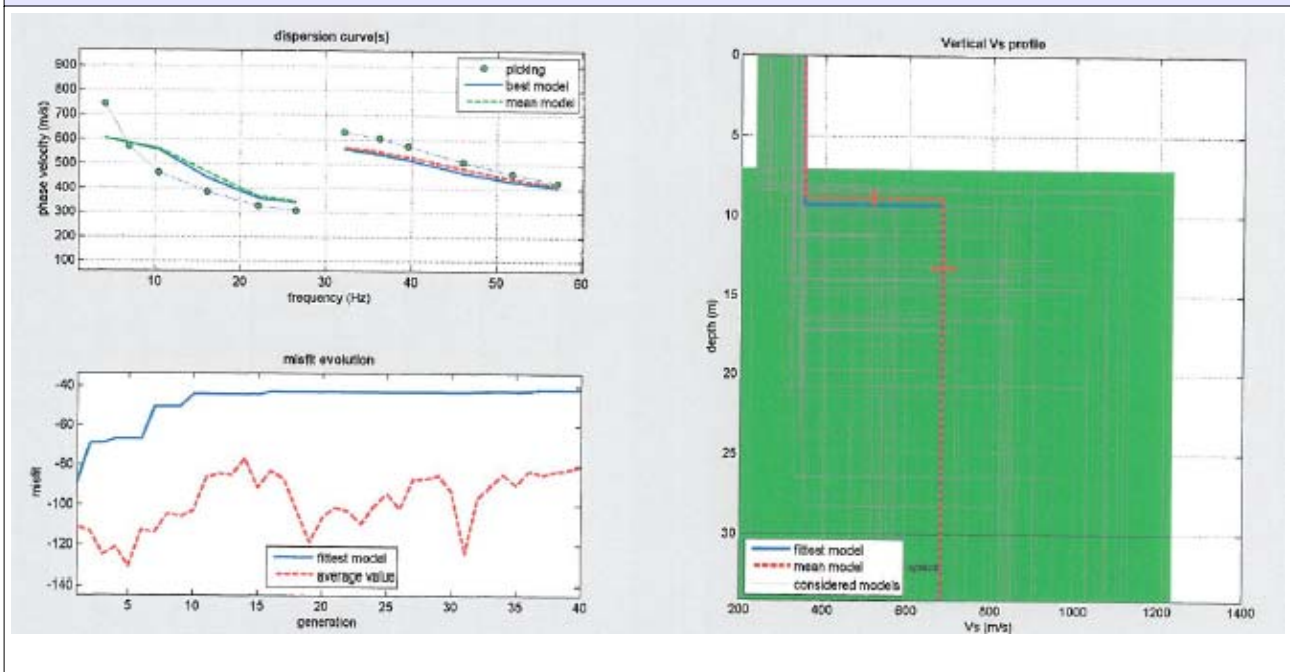 dispersion curve(s)
900
800
700
600
500
400
300
200
100
phase velocity (m/s)
0
10
20
30
40
50
60
frequency (Hz)
picking
best model
mean model
misfit evolution
-40
-60
-80
-100
-120
-140
misfit
5
10
15
20
25
30
35
40
generation
fittest model
average value
Vertical Vs profile
0
5
10
15
20
25
30
depth (m)
200
400
600
800
1000
1200
1400
Vs (m/s)
fittest model
mean model
considered models